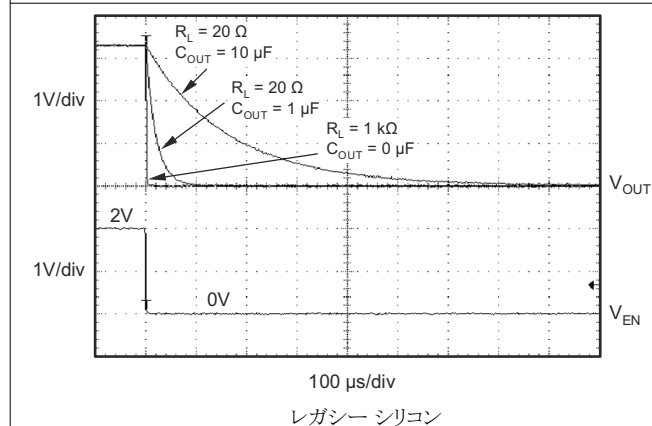 R_L = 20 Ω
C_OUT = 10 µF
R_L = 20 Ω
C_OUT = 1 µF
R_L = 1 kΩ
C_OUT = 0 µF
1V/div
V_OUT
2V
1V/div
0V
V_EN
100 µs/div
レガシー シリコン